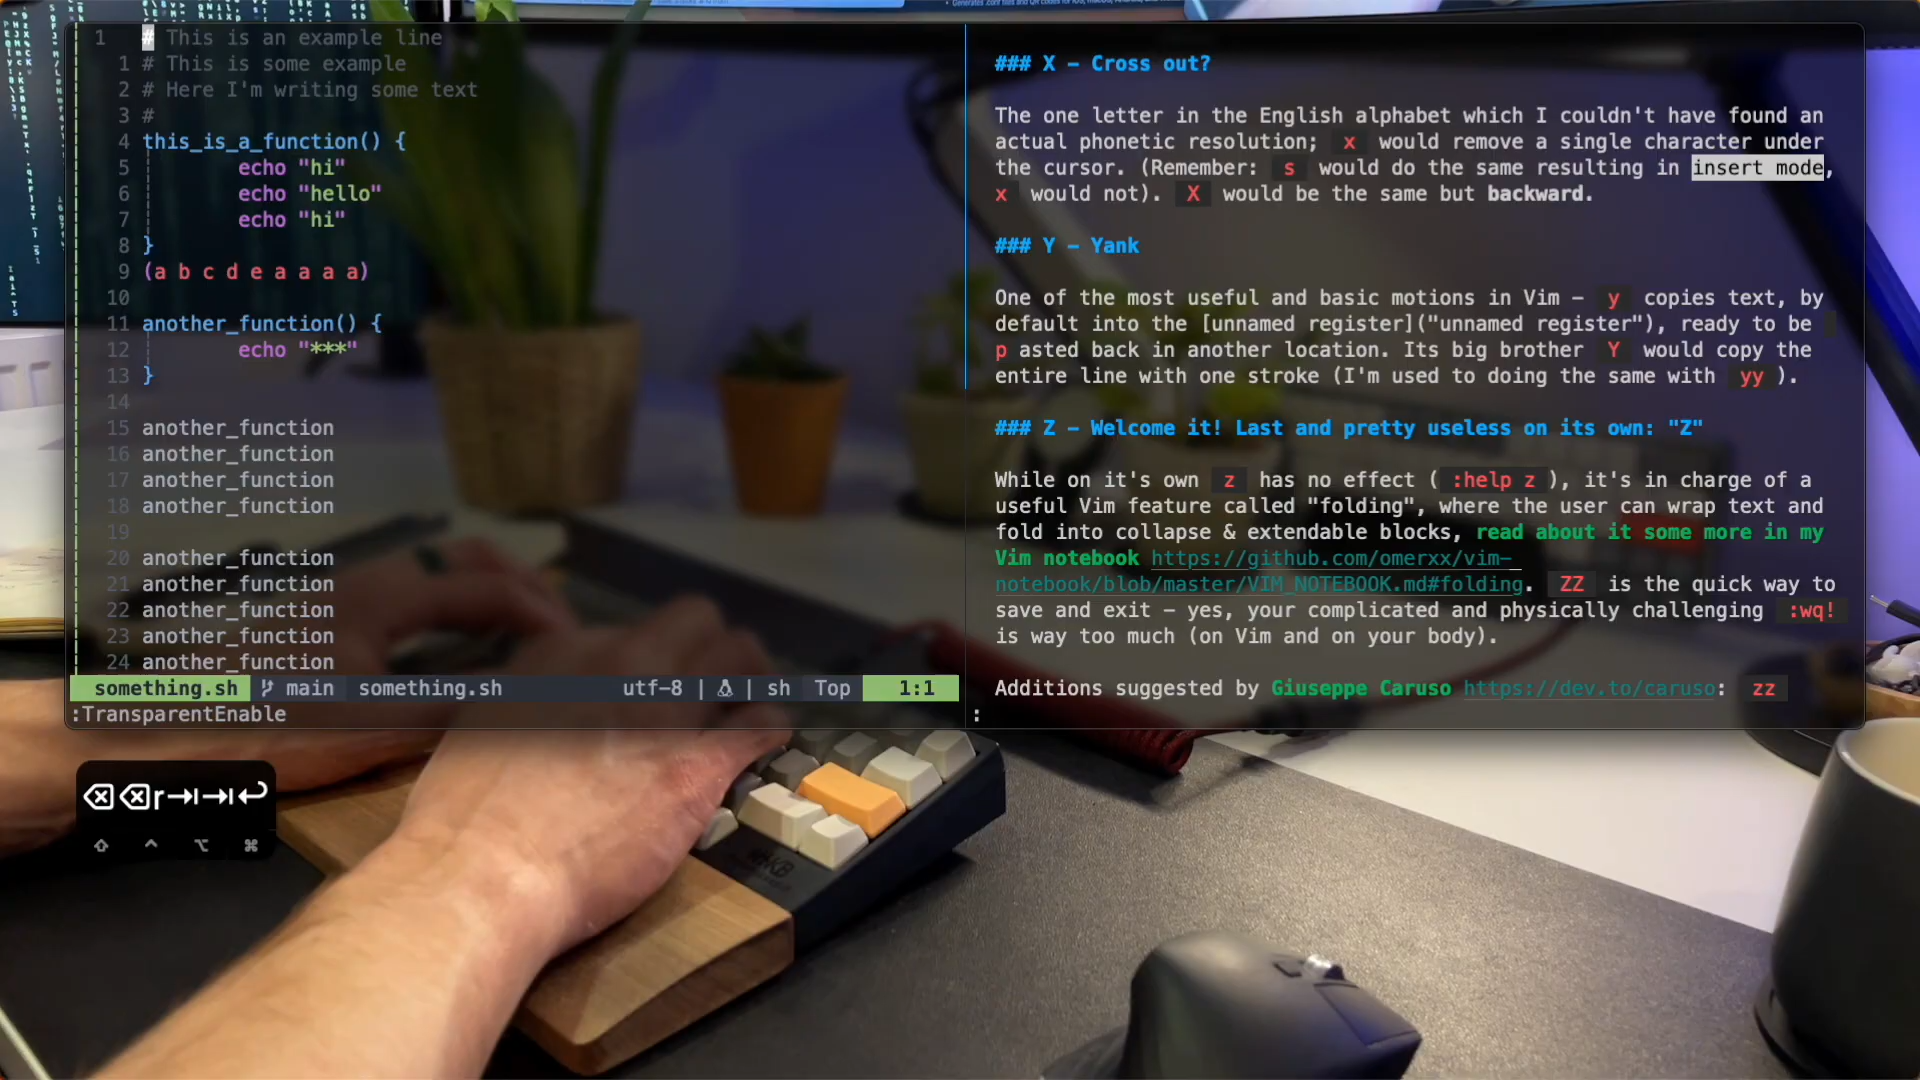 1 # This is an example line
1 # This is some example
2 # Here I'm writing some text
3 #
4 this_is_a_function() {
5 echo "hi"
6 echo "hello"
7 echo "hi"
8 }
9 (a b c d e a a a a)
10
11 another_function() {
12 echo "***"
13 }
14
15 another_function
16 another_function
17 another_function
18 another_function
19
20 another_function
21 another_function
22 another_function
23 another_function
24 another_function
something.sh main something.sh utf-8 | | sh Top 1:1
:TransparentEnable
### X – Cross out?
The one letter in the English alphabet which I couldn't have found an
actual phonetic resolution; x would remove a single character under
the cursor. (Remember: s would do the same resulting in insert mode,
x would not). X would be the same but backward.
### Y – Yank
One of the most useful and basic motions in Vim – y copies text, by
default into the [unnamed register]("unnamed register"), ready to be
p asted back in another location. Its big brother Y would copy the
entire line with one stroke (I'm used to doing the same with yy ).
### Z – Welcome it! Last and pretty useless on its own: "Z"
While on it's own z has no effect ( :help z ), it's in charge of a
useful Vim feature called "folding", where the user can wrap text and
fold into collapse & extendable blocks, read about it some more in my
Vim notebook https://github.com/omerxx/vim-
notebook/blob/master/VIM_NOTEBOOK.md#folding. ZZ is the quick way to
save and exit – yes, your complicated and physically challenging :wq!
is way too much (on Vim and on your body).
Additions suggested by Giuseppe Caruso https://dev.to/caruso: zz
:
⌫⌫r⇥⇥↩
⇧ ^ ⌥ ⌘